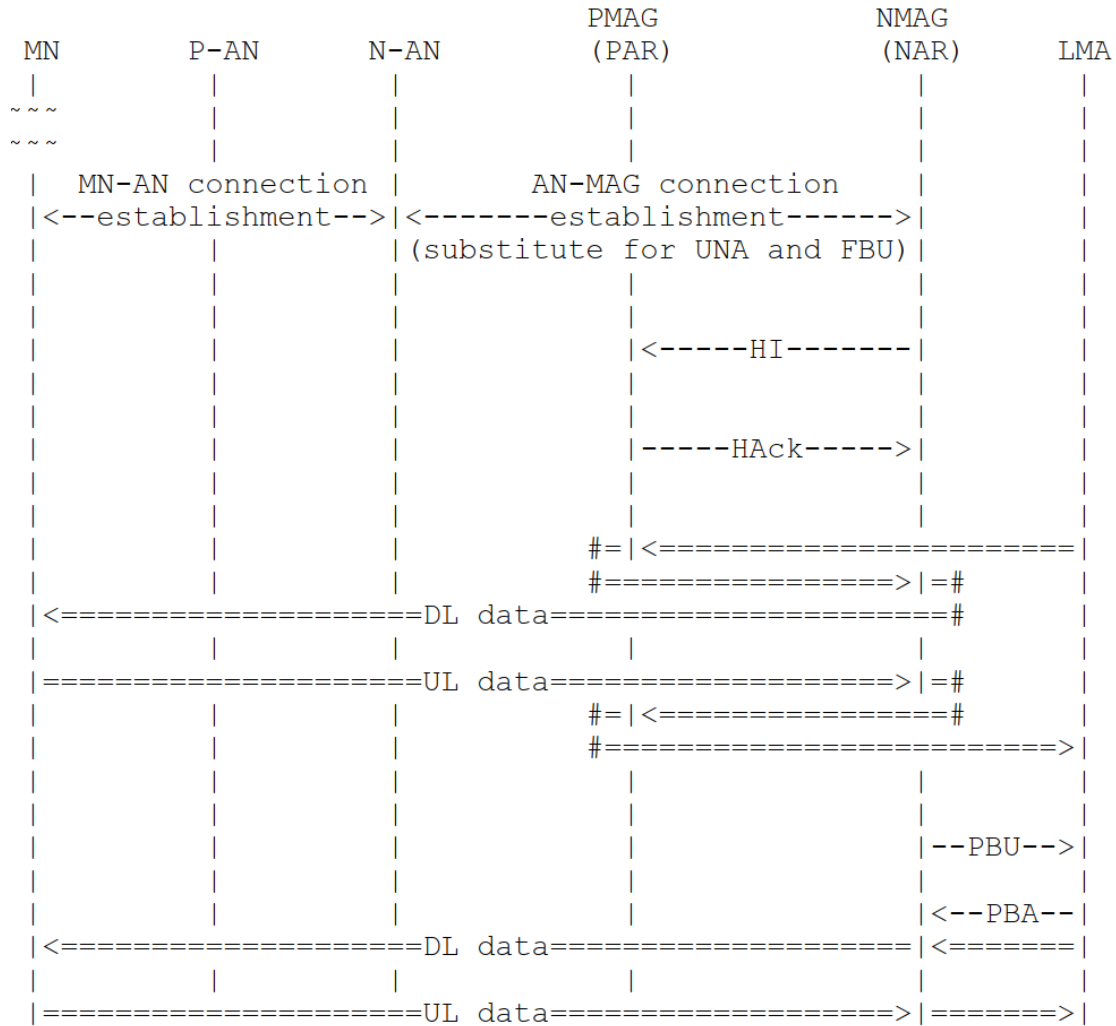 PMAG NMAG
MN P-AN N-AN (PAR) (NAR) LMA
| | | | | |
~~~ | | | | |
~~~ | | | | |
| MN-AN connection | AN-MAG connection | |
|<--establishment-->|<-------establishment------>| |
| | |(substitute for UNA and FBU)| |
| | | | | |
| | | | | |
| | | |<-----HI-------| |
| | | | | |
| | | | | |
| | | |-----HAck----->| |
| | | | | |
| | | | | |
| | | #=|<=======================|
| | | #================>|=# |
|<====================DL data======================# |
| | | | | |
|=====================UL data===================>|=# |
| | | #=|<================# |
| | | #=========================>|
| | | | | |
| | | | | |
| | | | |--PBU-->|
| | | | | |
| | | | |<--PBA--|
|<====================DL data====================|<=======|
| | | | | |
|=====================UL data===================>|=======>|